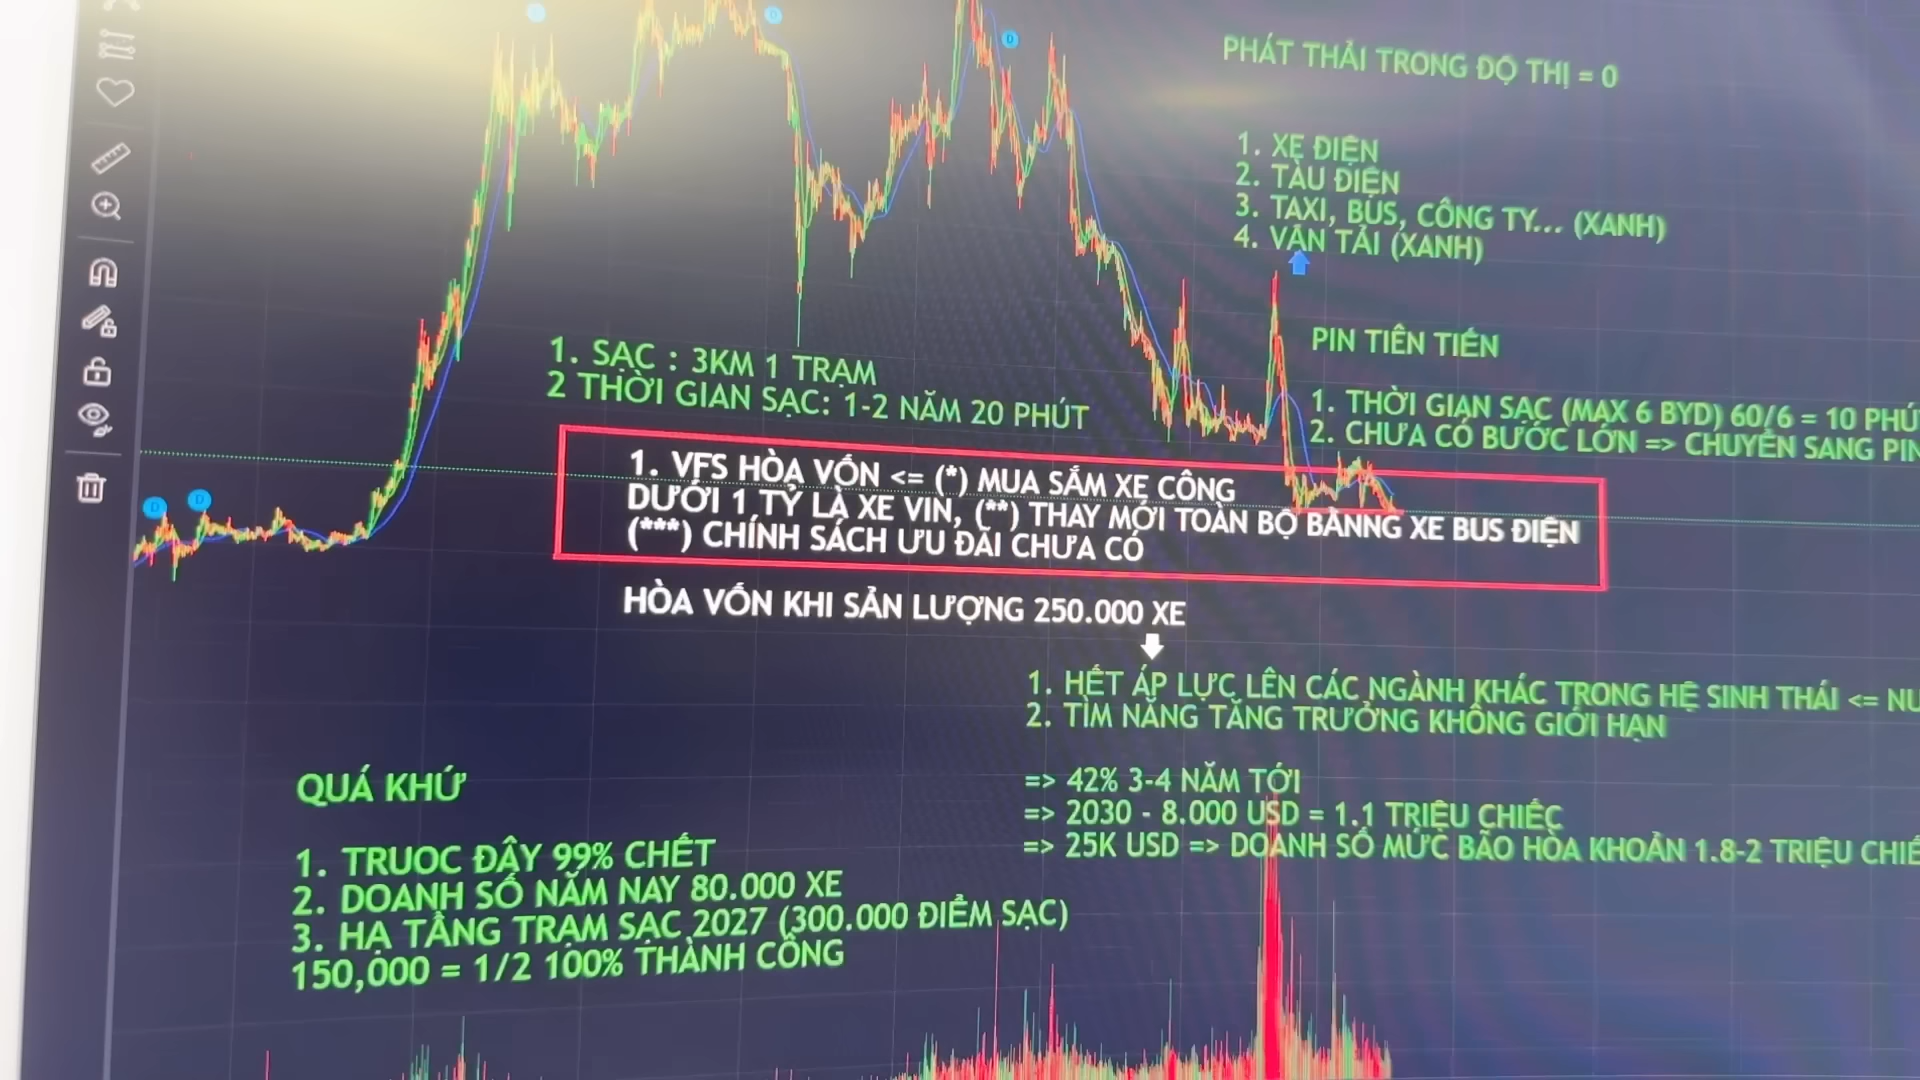 PHÁT THẢI TRONG ĐỘ THỊ = 0
1. XE ĐIỆN
2. TÀU ĐIỆN
3. TAXI, BUS, CÔNG TY... (XANH)
4. VẬN TẢI (XANH)
PIN TIÊN TIẾN
1. THỜI GIAN SẠC (MAX 6 BYD) 60/6 = 10 PHÚT
2. CHƯA CÓ BƯỚC LỚN => CHUYỂN SANG PIN
1. SẠC : 3KM 1 TRẠM
2 THỜI GIAN SẠC: 1-2 NĂM 20 PHÚT
1. VFS HÒA VỐN <= (*) MUA SẮM XE CÔNG
DƯỚI 1 TỶ LÀ XE VIN, (**) THAY MỚI TOÀN BỘ BẰNNG XE BUS ĐIỆN
(***) CHÍNH SÁCH ƯU ĐÃI CHƯA CÓ
HÒA VỐN KHI SẢN LƯỢNG 250.000 XE
1. HẾT ÁP LỰC LÊN CÁC NGÀNH KHÁC TRONG HỆ SINH THÁI <=
2. TÌM NĂNG TĂNG TRƯỞNG KHÔNG GIỚI HẠN
=> 42% 3-4 NĂM TỚI
=> 2030 - 8.000 USD = 1.1 TRIỆU CHIẾC
=> 25K USD => DOANH SỐ MỨC BÃO HÒA KHOẢN 1.8-2 TRIỆU
QUÁ KHỨ
1. TRUOC ĐÂY 99% CHẾT
2. DOANH SỐ NĂM NAY 80.000 XE
3. HẠ TẦNG TRẠM SẠC 2027 (300.000 ĐIỂM SẠC)
150,000 = 1/2 100% THÀNH CÔNG